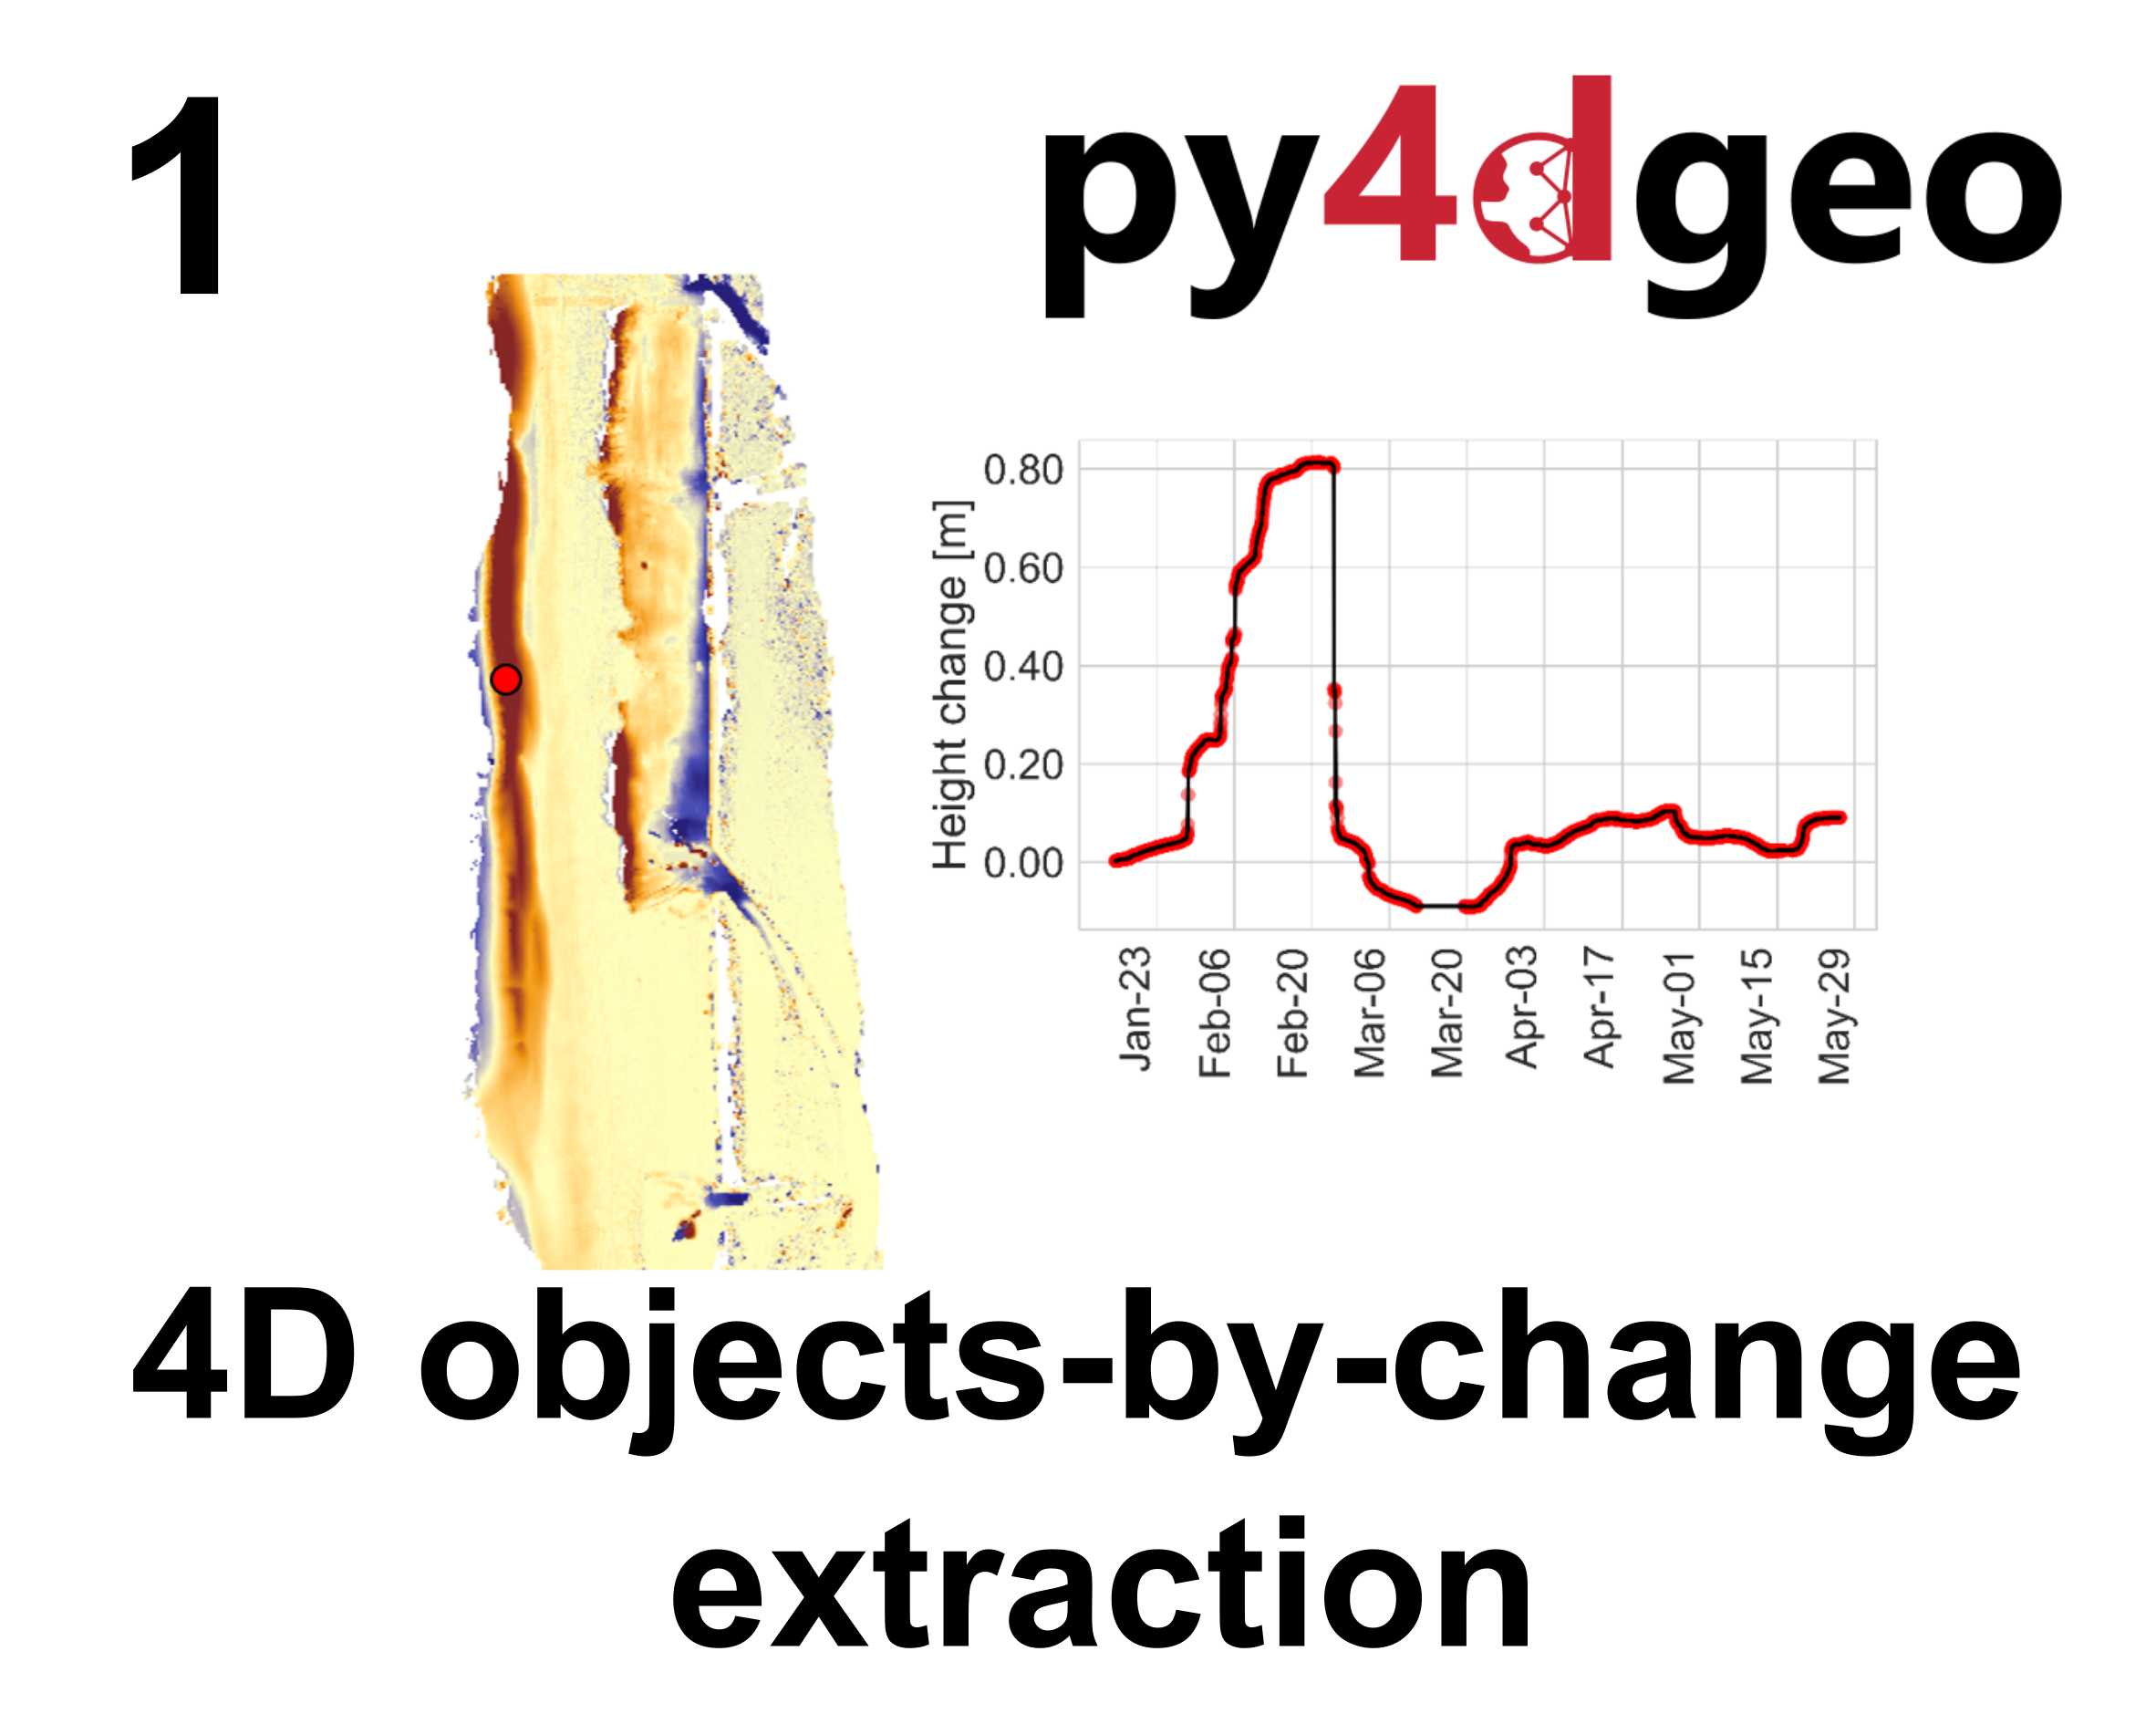 1
py4dgeo
Height change [m]
0.80
0.60
0.40
0.20
0.00
Jan-23
Feb-06
Feb-20
Mar-06
Mar-20
Apr-03
Apr-17
May-01
May-15
May-29
4D objects-by-change
extraction